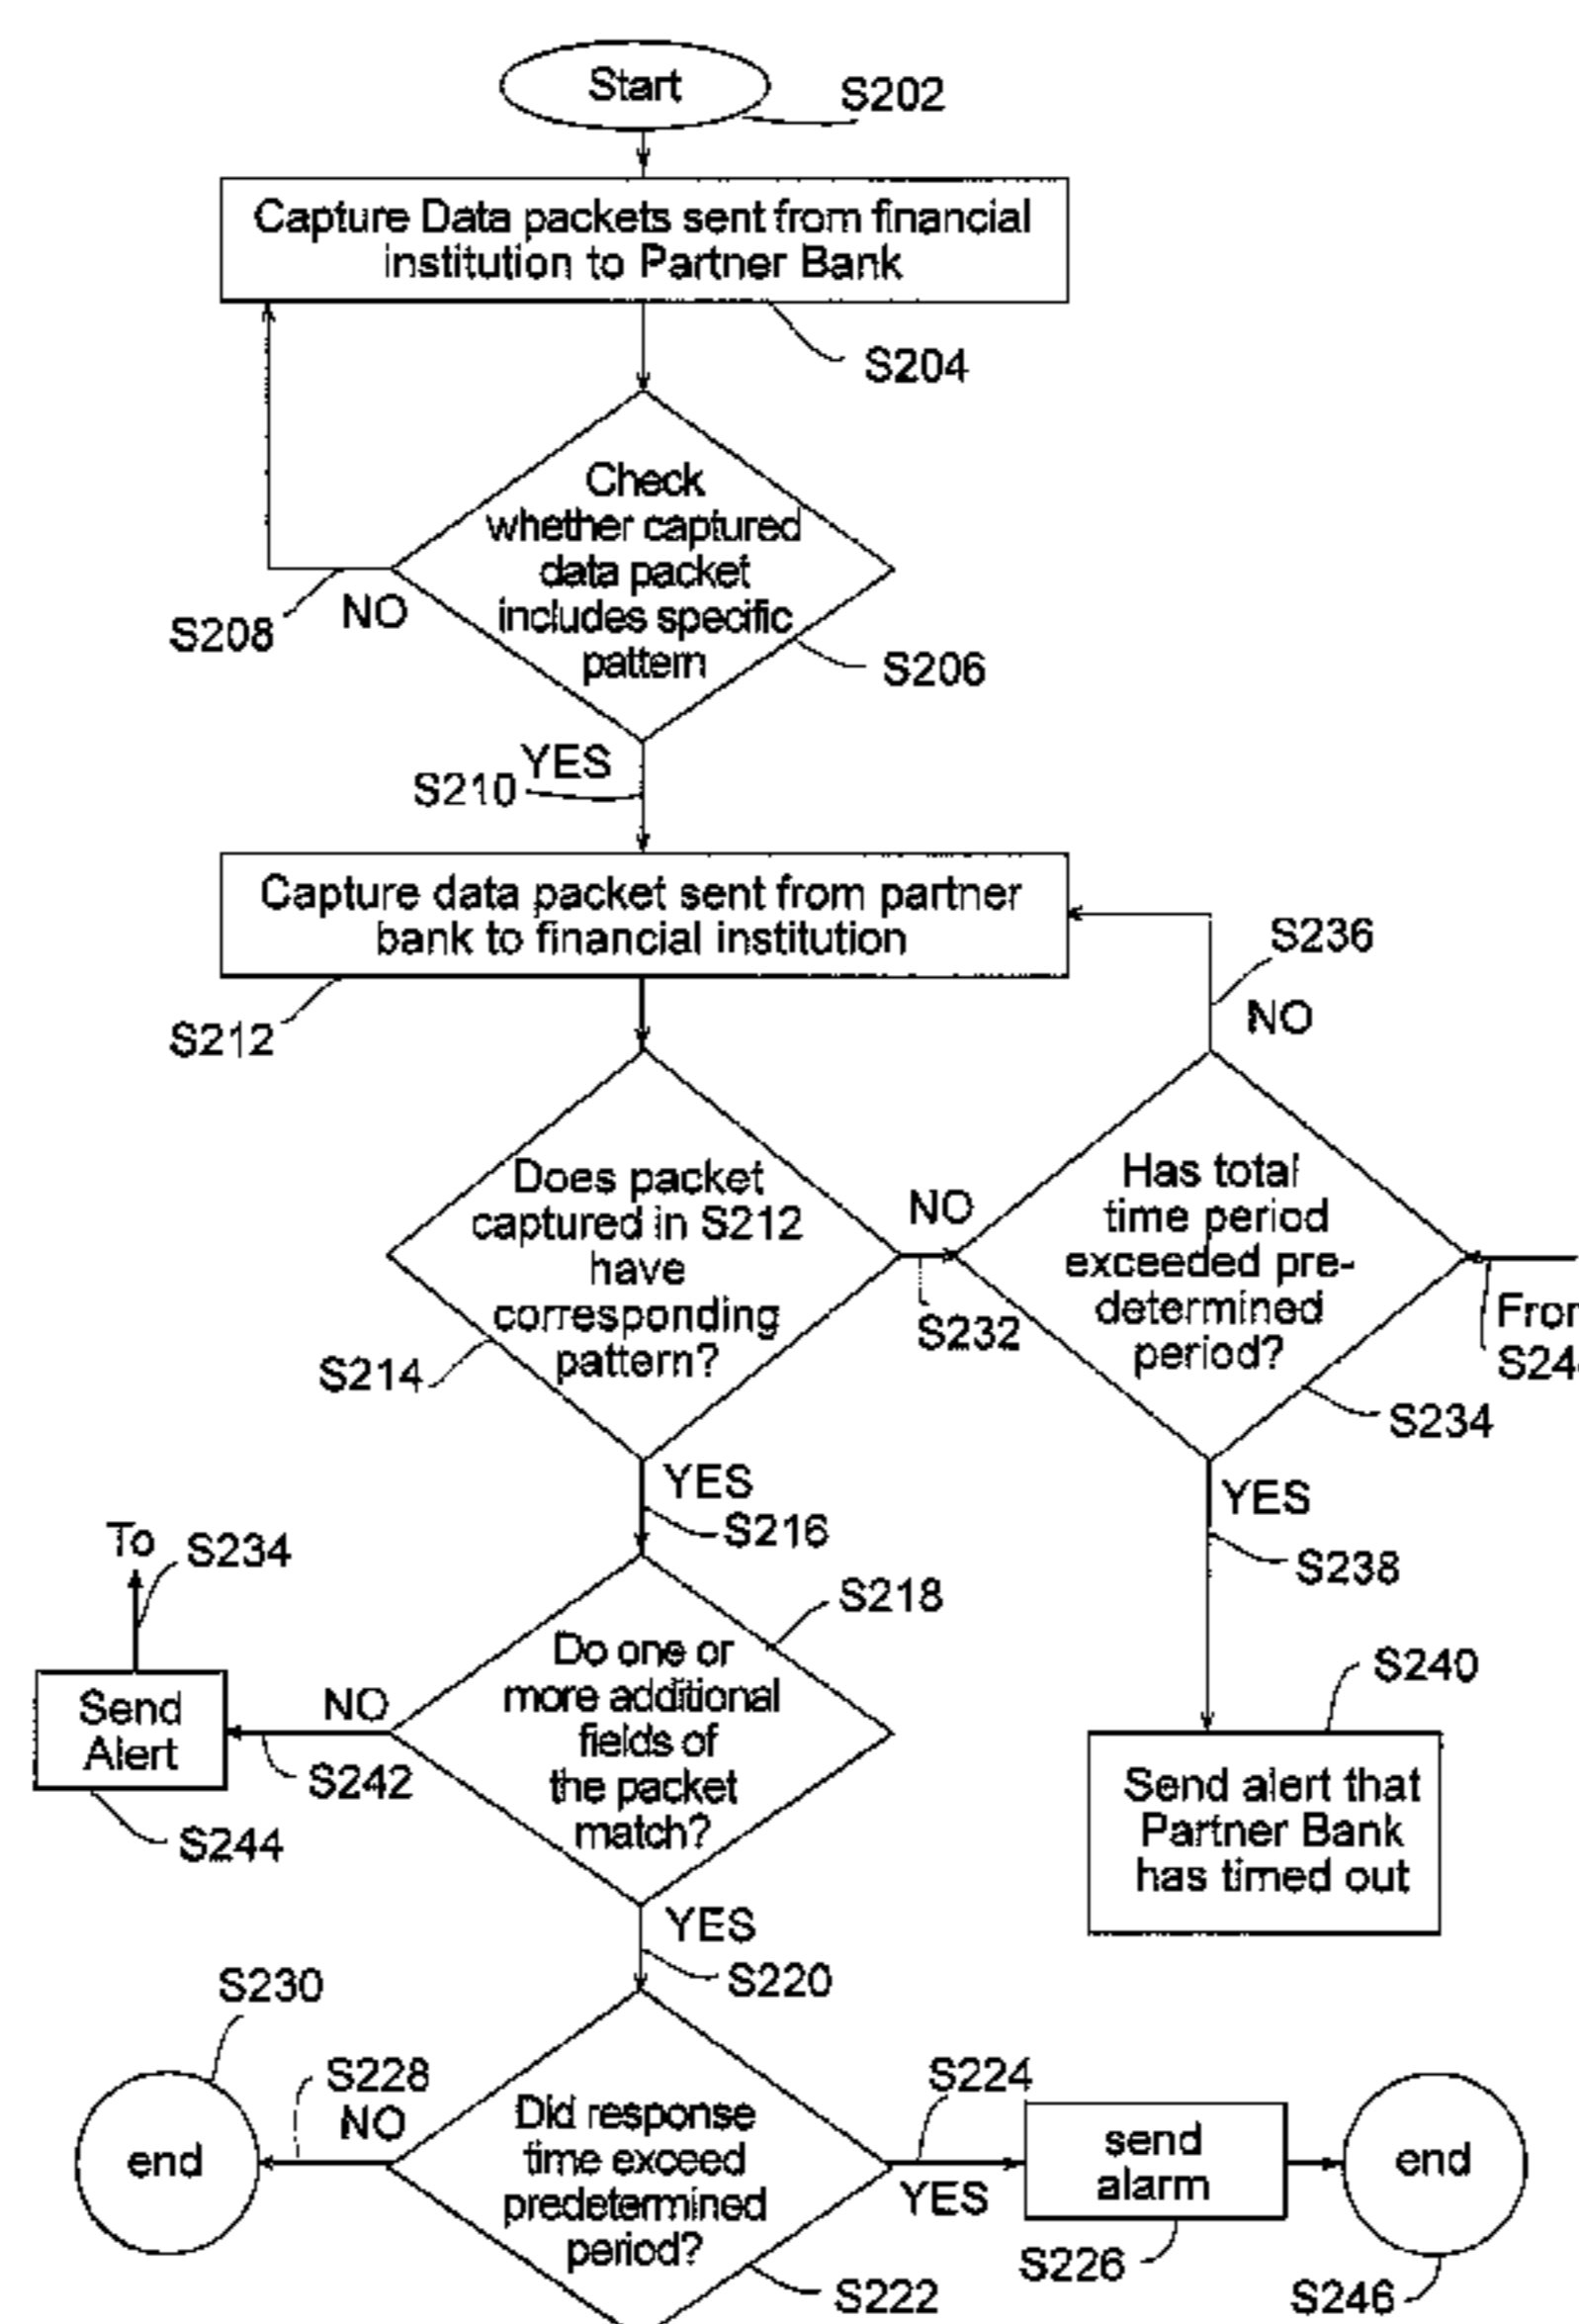 Start
S202
Capture Data packets sent from financial
institution to Partner Bank
S204
Check
whether captured
data packet
includes specific
pattern
S208
NO
S206
YES
S210
Capture data packet sent from partner
bank to financial institution
S212
S236
NO
Does packet
captured in S212
have
corresponding
pattern?
S214
NO
S232
Has total
time period
exceeded pre-
determined
period?
S234
YES
S216
YES
S238
To
S234
S218
Do one or
more additional
fields of
the packet
match?
NO
S242
Send
Alert
S244
S240
Send alert that
Partner Bank
has timed out
YES
S220
S230
end
S228
NO
Did response
time exceed
predetermined
period?
S222
S224
YES
send
alarm
S226
end
S246